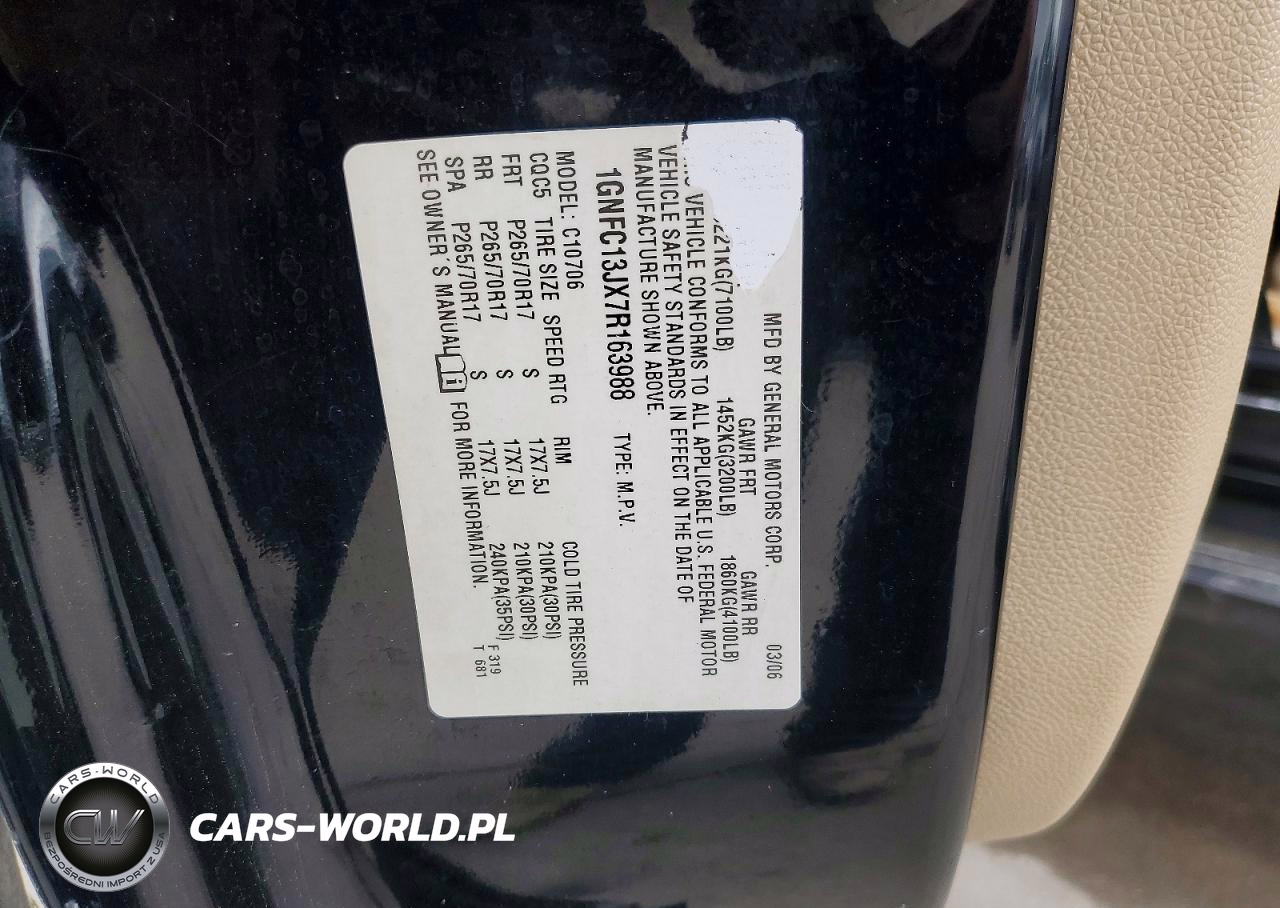 MFD BY GENERAL MOTORS CORP. 03/06
GAWR FRT GAWR RR
221KG(7100LB) 1452KG(3200LB) 1860KG(4100LB)
VEHICLE CONFORMS TO ALL APPLICABLE U.S. FEDERAL MOTOR
VEHICLE SAFETY STANDARDS IN EFFECT ON THE DATE OF
MANUFACTURE SHOWN ABOVE.
1GNFC13JX7R163988 TYPE: M.P.V.
MODEL: C10706
CQC5 TIRE SIZE SPEED RTG RIM COLD TIRE PRESSURE
FRT P265/70R17 S 17X7.5J 210KPA(30PSI)
RR P265/70R17 S 17X7.5J 210KPA(30PSI)
SPA P265/70R17 S 17X7.5J 240KPA(35PSI)
SEE OWNER'S MANUAL i FOR MORE INFORMATION.
F 319
T 681
CARS-WORLD
CW
BEZPOŚREDNI IMPORT Z USA
CARS-WORLD.PL